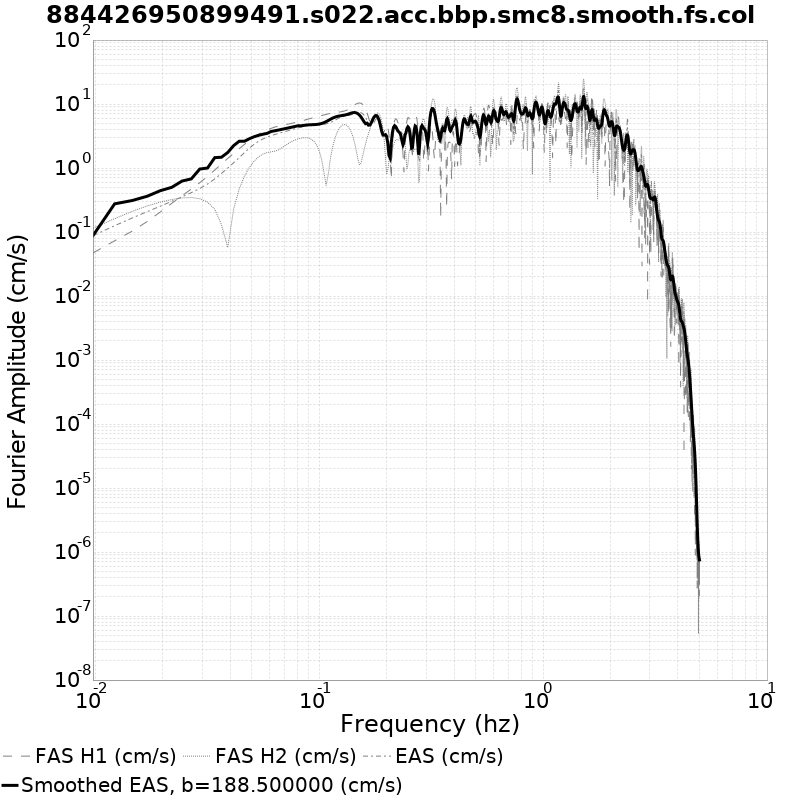 884426950899491.s022.acc.bbp.smc8.smooth.fs.col
10^2
10^1
10^0
10^-1
10^-2
10^-3
10^-4
10^-5
10^-6
10^-7
10^-8
Fourier Amplitude (cm/s)
10^-2 10^-1 10^0 10^1
Frequency (hz)
FAS H1 (cm/s) FAS H2 (cm/s) EAS (cm/s)
Smoothed EAS, b=188.500000 (cm/s)